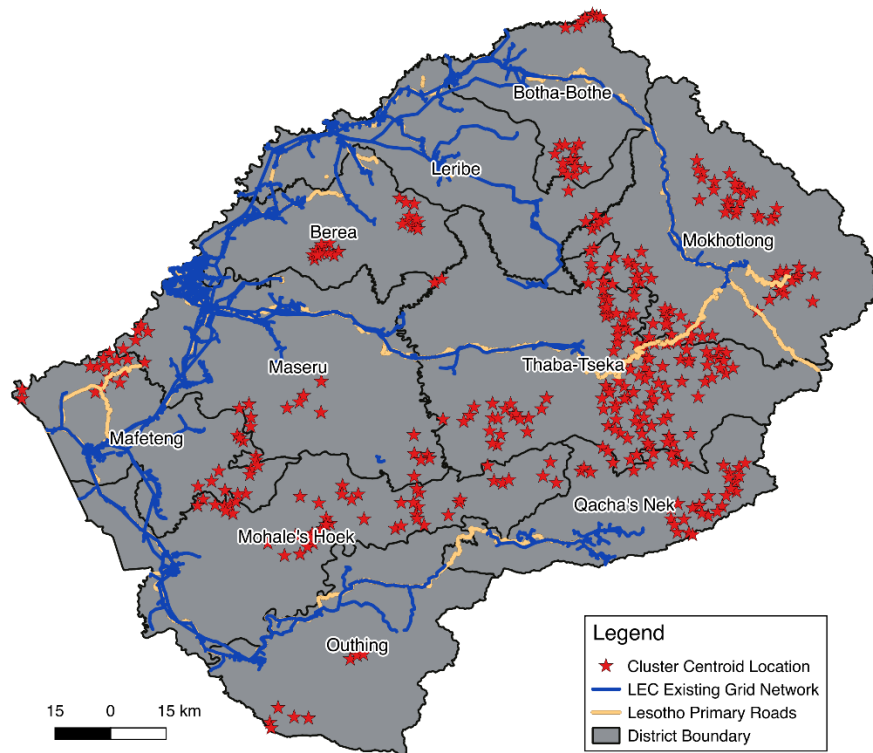 Botha-Bothe
Leribe
Berea
Mokhotlong
Maseru
Thaba-Tseka
Mafeteng
Qacha's Nek
Mohale's Hoek
Outhing
Legend
Cluster Centroid Location
LEC Existing Grid Network
Lesotho Primary Roads
District Boundary
15 0 15 km